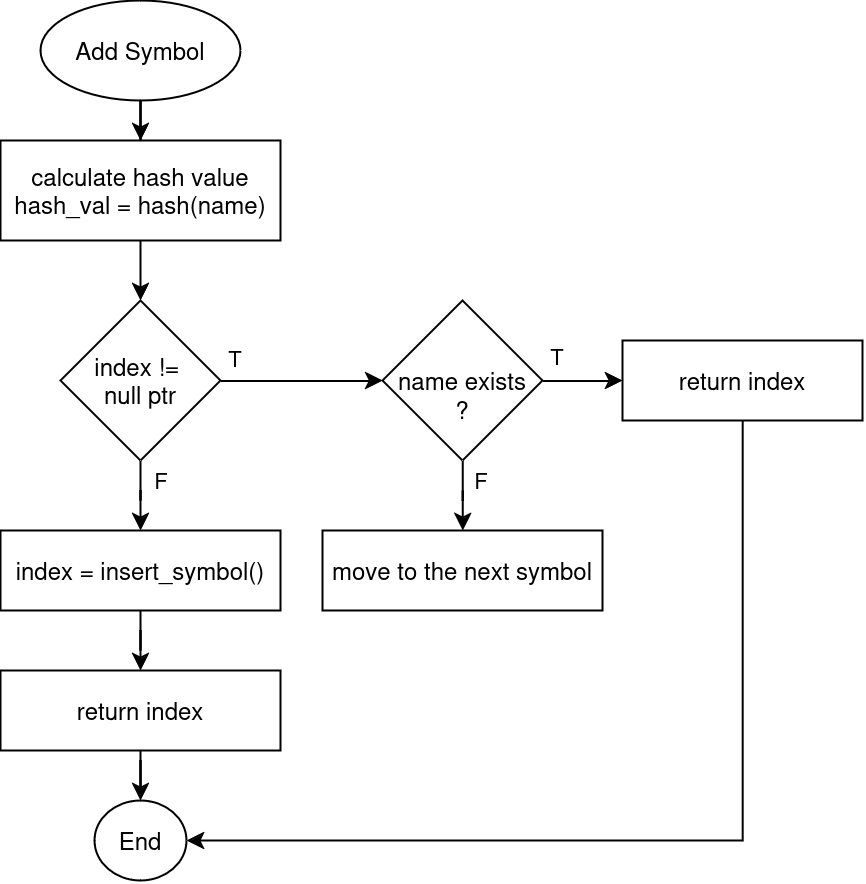 Add Symbol
calculate hash value
hash_val = hash(name)
index !=
null ptr
T
name exists
?
T
return index
F
F
index = insert_symbol()
move to the next symbol
return index
End